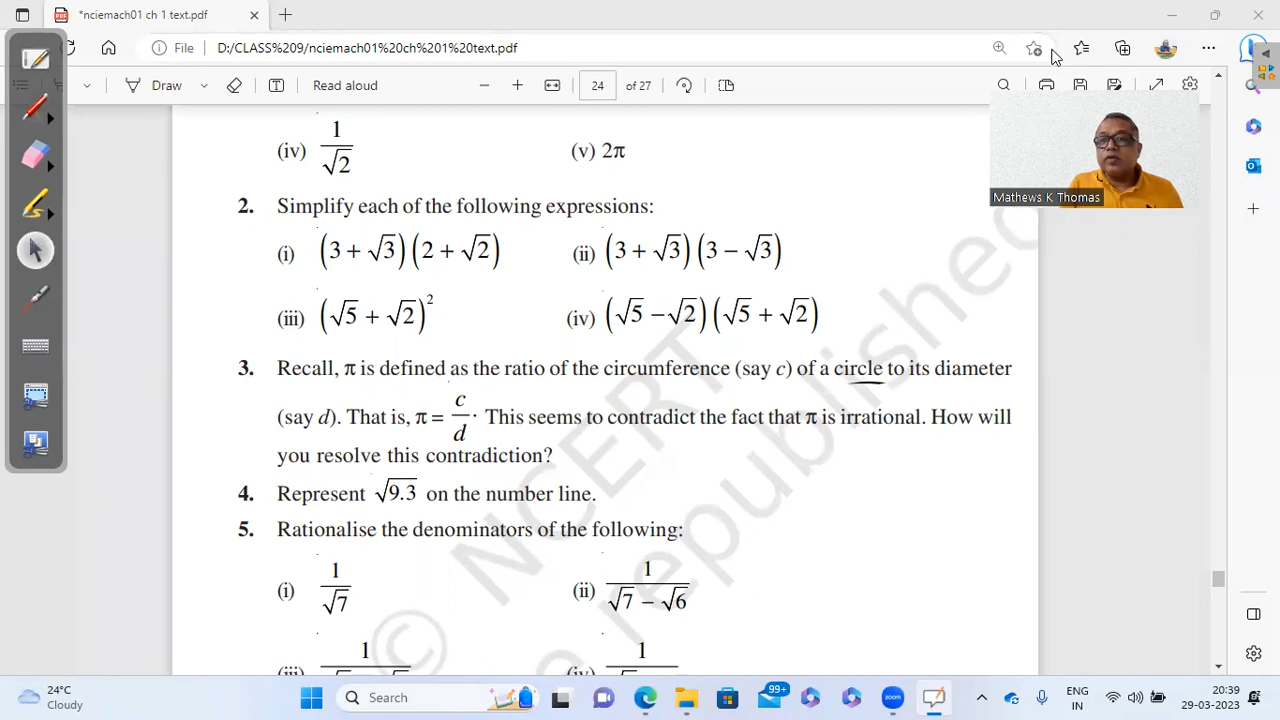 *nciemach01 ch 1 text.pdf
File D:/CLASS %209/nciemach01%20ch%201%20text.pdf
Draw Read aloud 24 of 27
(iv) 1/√2 (v) 2π
2. Simplify each of the following expressions:
(i) (3 + √3) (2 + √2) (ii) (3 + √3) (3 − √3)
(iii) (√5 + √2)² (iv) (√5 − √2) (√5 + √2)
3. Recall, π is defined as the ratio of the circumference (say c) of a circle to its diameter
(say d). That is, π = c/d. This seems to contradict the fact that π is irrational. How will
you resolve this contradiction?
4. Represent √9.3 on the number line.
5. Rationalise the denominators of the following:
(i) 1/√7 (ii) 1/(√7 − √6)
1 1
Mathews K Thomas
© NCERT
be republished
24°C
Cloudy
Search
99+
zoom
ENG
IN
20:39
29-03-2023